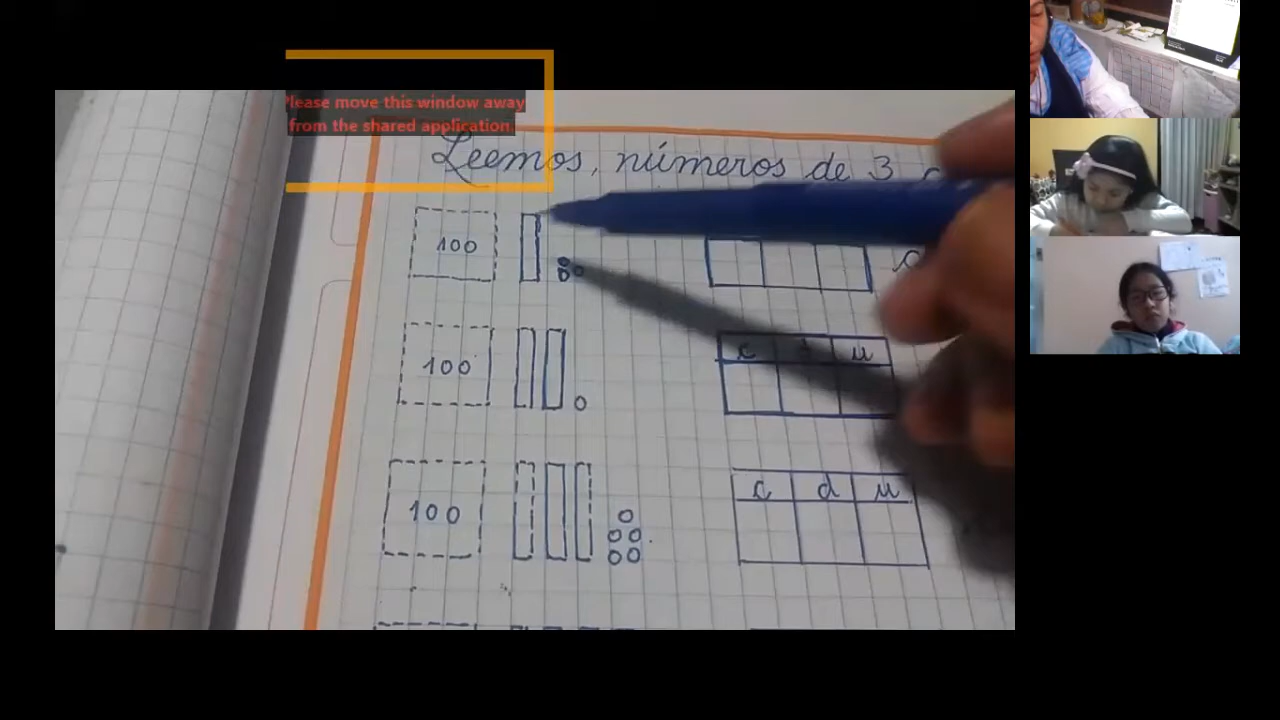 Please move this window away
from the shared application.
Leemos, números de 3
100
100
c d u
100
c d u